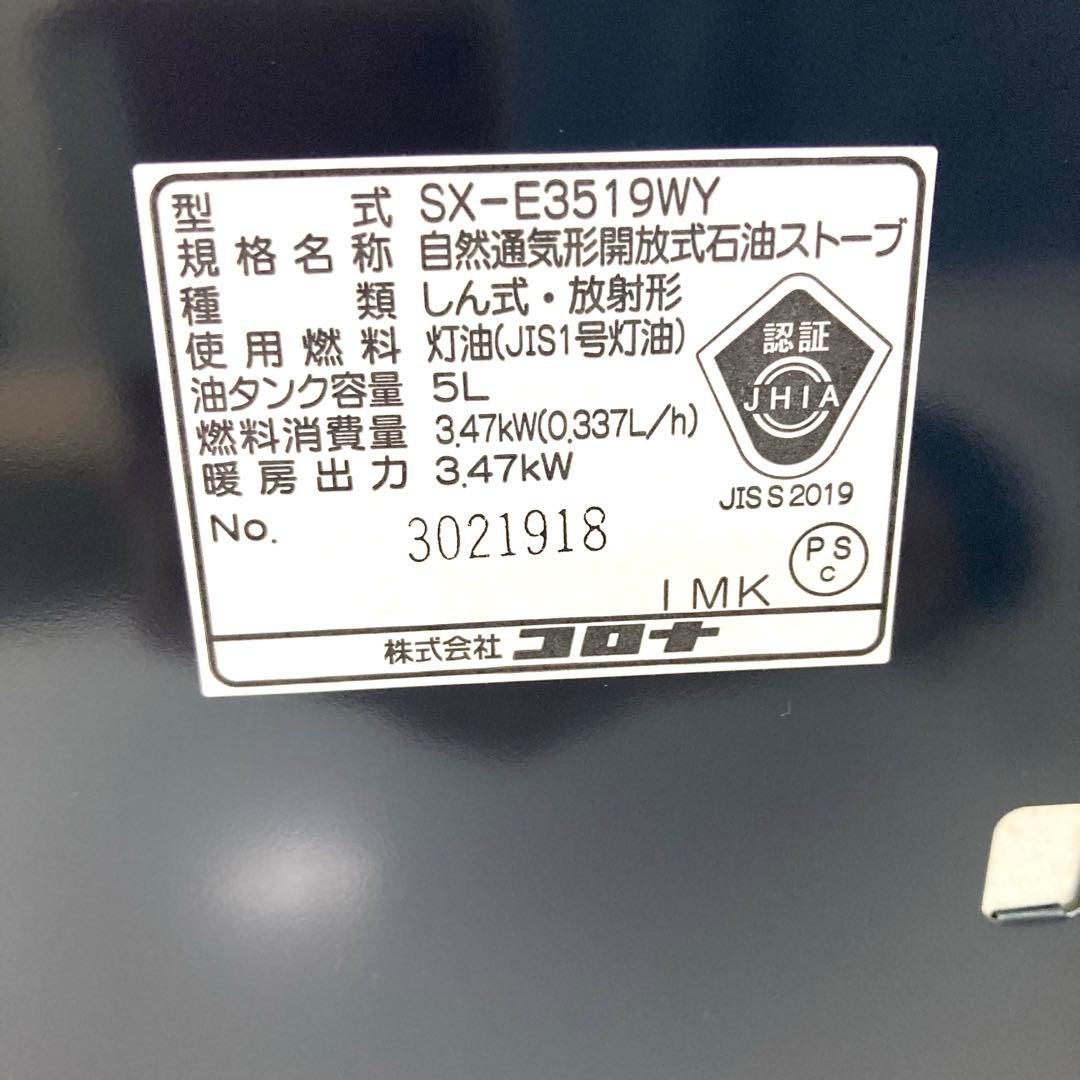 型式 SX-E3519WY
規格名称 自然通気形開放式石油ストーブ
種類 しん式・放射形
使用燃料 灯油(JIS1号灯油)
油タンク容量 5L
燃料消費量 3.47kW(0.337L/h)
暖房出力 3.47kW
認証
JHIA
JIS S 2019
No. 3021918
PS
C
IMK
株式会社コロナ